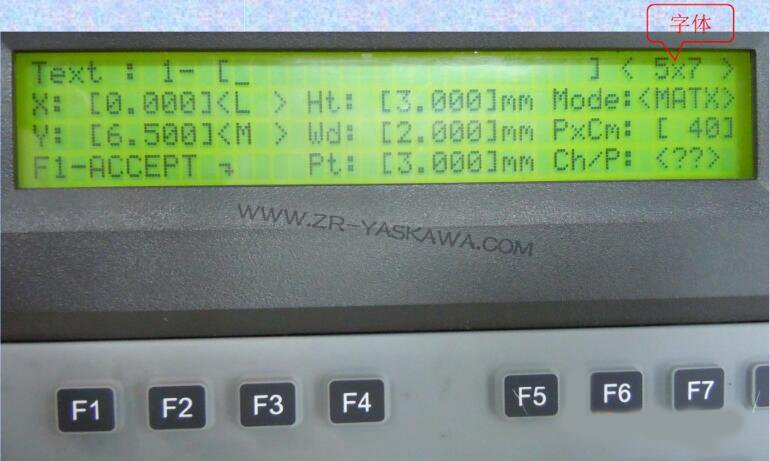 字体
Text : 1- [_ ] < 5x7 >
X: [0.000]<L > Ht: [3.000]mm Mode:<MATX>
Y: [6.500]<M > Wd: [2.000]mm PxCm: [ 40]
F1-ACCEPT ↴ Pt: [3.000]mm Ch/P: <??>
WWW.ZR-YASKAWA.COM
F1 F2 F3 F4 F5 F6 F7